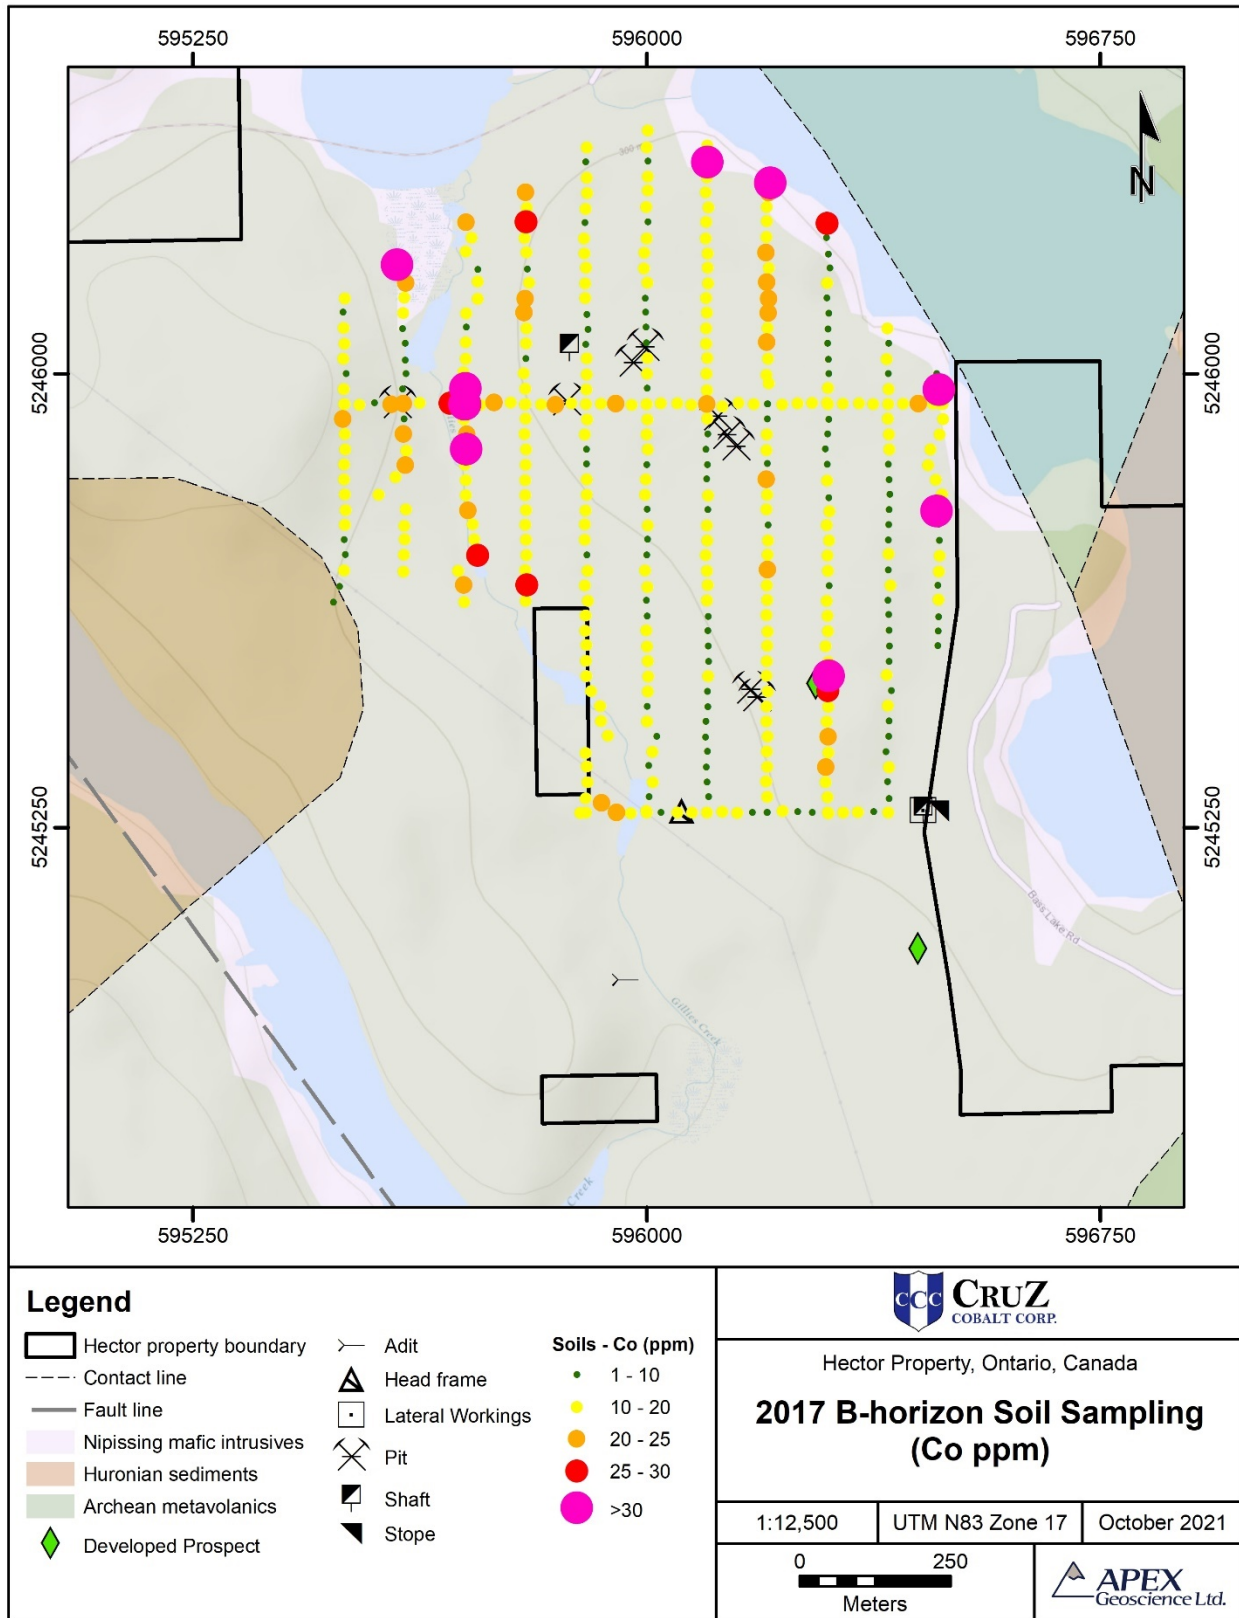 595250 596000 596750
N
300 m
5246000 5246000
5245250 5245250
Bass Lake Rd
Gillies Creek
Creek
595250 596000 596750
Legend
Hector property boundary
Contact line
Fault line
Nipissing mafic intrusives
Huronian sediments
Archean metavolanics
Developed Prospect
Adit
Head frame
Lateral Workings
Pit
Shaft
Stope
Soils - Co (ppm)
1 - 10
10 - 20
20 - 25
25 - 30
>30
CCC CRUZ
COBALT CORP.
Hector Property, Ontario, Canada
2017 B-horizon Soil Sampling
(Co ppm)
1:12,500 UTM N83 Zone 17 October 2021
0 250
Meters
APEX
Geoscience Ltd.